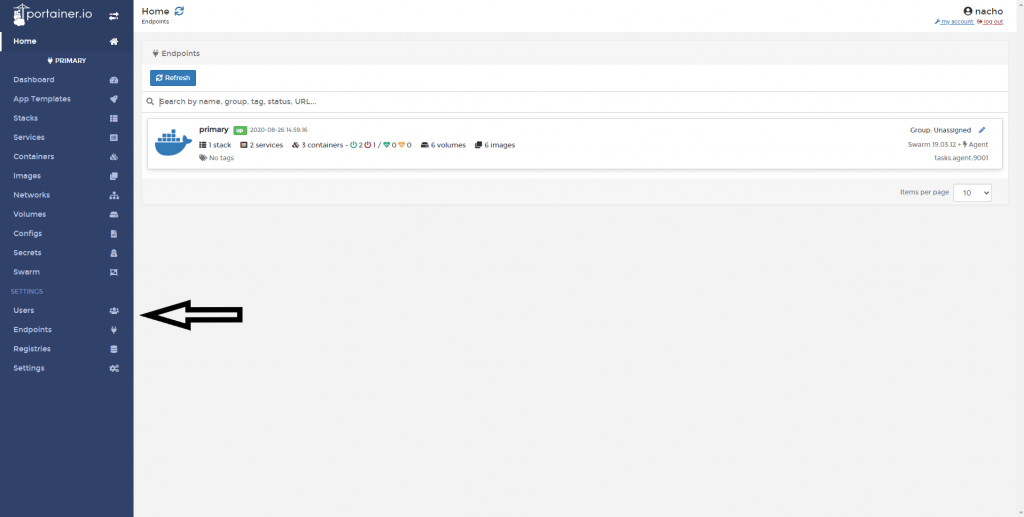 portainer.io
Home
PRIMARY
Dashboard
App Templates
Stacks
Services
Containers
Images
Networks
Volumes
Configs
Secrets
Swarm
SETTINGS
Users
Endpoints
Registries
Settings
Home
Endpoints
nacho
my account log out
Endpoints
Refresh
Search by name, group, tag, status, URL...
primary up 2020-08-26 14:59:16
Group: Unassigned
1 stack 2 services 3 containers - 2 1 / 0 0 6 volumes 6 images
Swarm 19.03.12 + Agent
No tags
tasks.agent:9001
Items per page 10